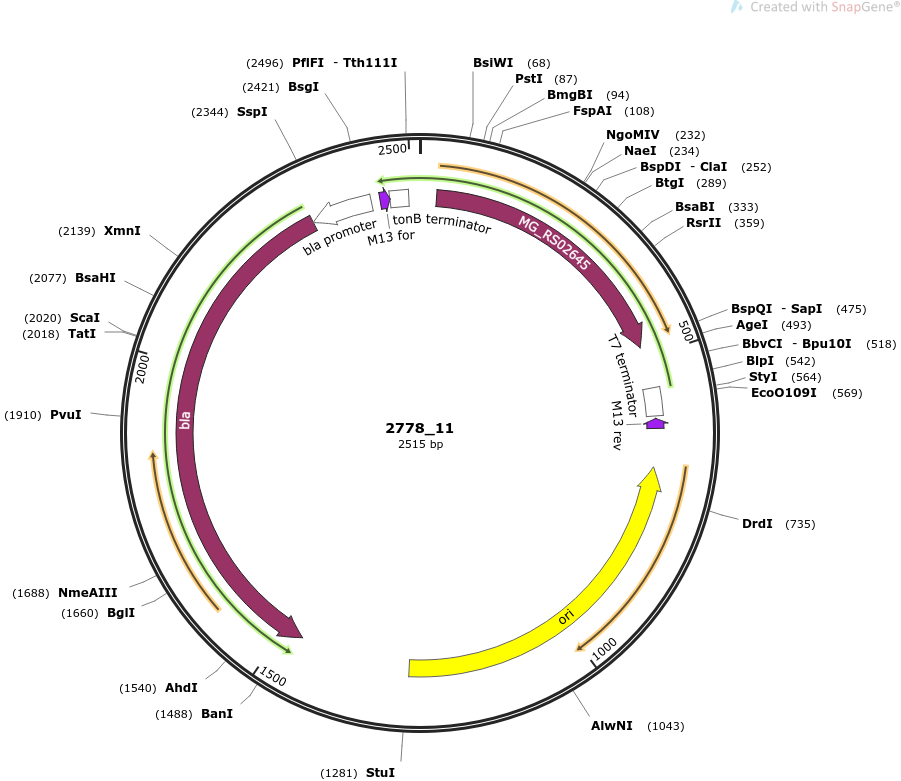 Created with SnapGene®
(2496) PflFI - Tth111I
(2421) BsgI
(2344) SspI
BsiWI (68)
PstI (87)
BmgBI (94)
FspAI (108)
NgoMIV (232)
NaeI (234)
BspDI - ClaI (252)
BtgI (289)
BsaBI (333)
RsrII (359)
BspQI - SapI (475)
AgeI (493)
BbvCI - Bpu10I (518)
BlpI (542)
StyI (564)
EcoO109I (569)
DrdI (735)
AlwNI (1043)
(1281) StuI
(1488) BanI
(1540) AhdI
(1660) BglI
(1688) NmeAIII
(1910) PvuI
(2018) TatI
(2020) ScaI
(2077) BsaHI
(2139) XmnI
2500
500
1000
1500
2000
bla promoter
M13 for
tonB terminator
MG_RS02645
T7 terminator
M13 rev
ori
bla
2778_11
2515 bp